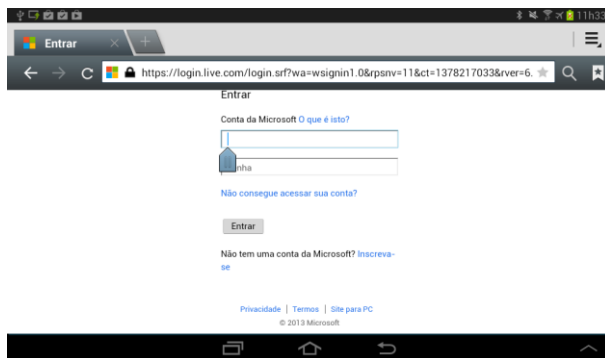 11h33
Entrar
https://login.live.com/login.srf?wa=wsignin1.0&rpsnv=11&ct=1378217033&rver=6.
Entrar
Conta da Microsoft O que é isto?
Não consegue acessar sua conta?
Entrar
Não tem uma conta da Microsoft? Inscreva-
se
Privacidade | Termos | Site para PC
© 2013 Microsoft